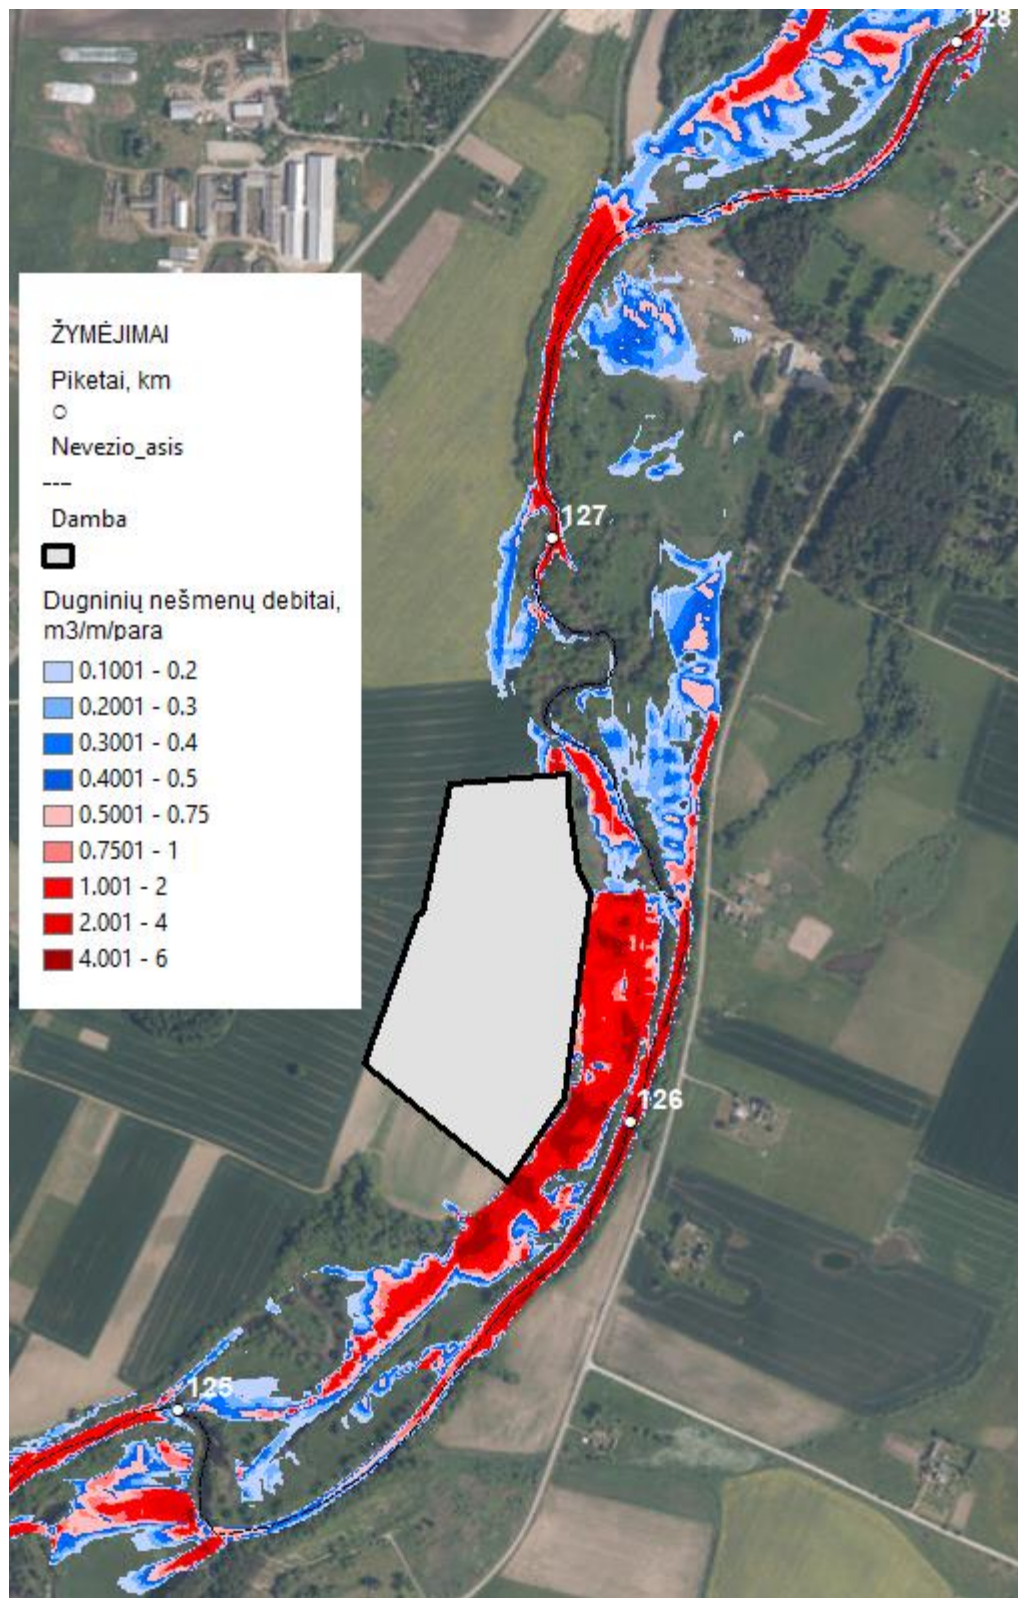 128
ŽYMĖJIMAI
Piketai, km
Nevezio_asis
Damba
127
Dugninių nešmenų debitai,
m3/m/para
0.1001 - 0.2
0.2001 - 0.3
0.3001 - 0.4
0.4001 - 0.5
0.5001 - 0.75
0.7501 - 1
1.001 - 2
2.001 - 4
4.001 - 6
126
125